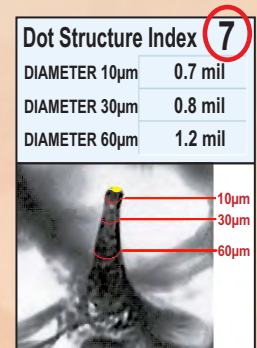 Dot Structure Index 7
DIAMETER 10µm 0.7 mil
DIAMETER 30µm 0.8 mil
DIAMETER 60µm 1.2 mil
10µm
30µm
60µm